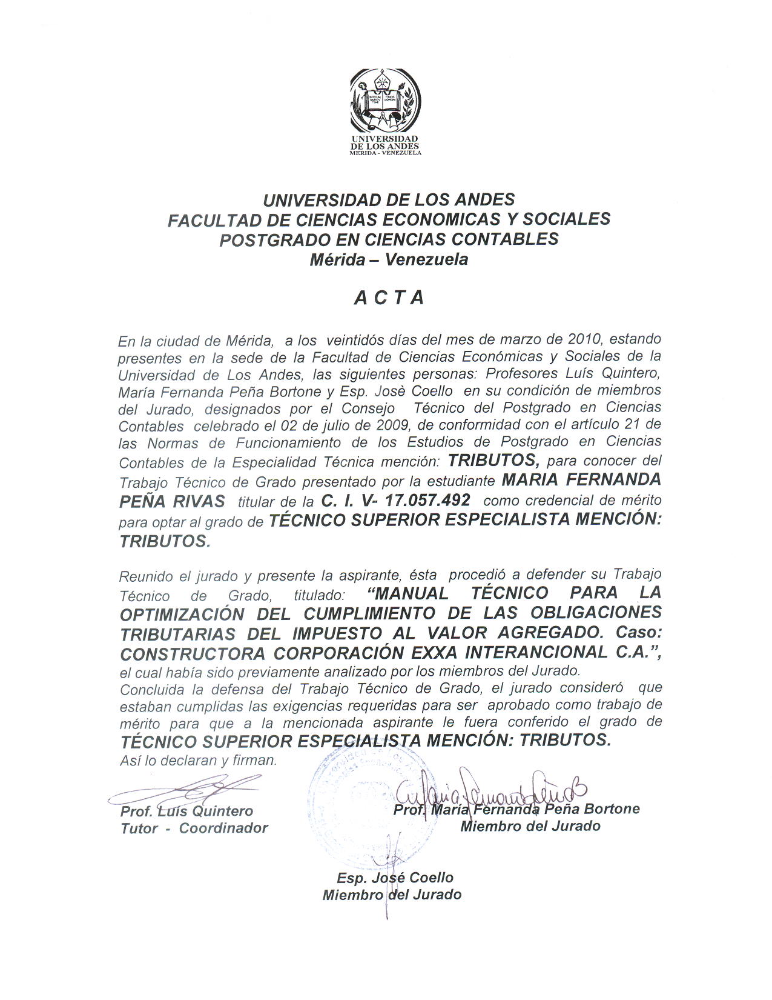 INITIUM SAPIEN TIAE TIMOR DOMINI
UNIVERSIDAD
DE LOS ANDES
MERIDA - VENEZUELA
UNIVERSIDAD DE LOS ANDES
FACULTAD DE CIENCIAS ECONOMICAS Y SOCIALES
POSTGRADO EN CIENCIAS CONTABLES
Mérida – Venezuela
A C T A
En la ciudad de Mérida, a los veintidós días del mes de marzo de 2010, estando
presentes en la sede de la Facultad de Ciencias Económicas y Sociales de la
Universidad de Los Andes, las siguientes personas: Profesores Luís Quintero,
María Fernanda Peña Bortone y Esp. Josè Coello en su condición de miembros
del Jurado, designados por el Consejo Técnico del Postgrado en Ciencias
Contables celebrado el 02 de julio de 2009, de conformidad con el artículo 21 de
las Normas de Funcionamiento de los Estudios de Postgrado en Ciencias
Contables de la Especialidad Técnica mención: TRIBUTOS, para conocer del
Trabajo Técnico de Grado presentado por la estudiante MARIA FERNANDA
PEÑA RIVAS titular de la C. I. V- 17.057.492 como credencial de mérito
para optar al grado de TÉCNICO SUPERIOR ESPECIALISTA MENCIÓN:
TRIBUTOS.
Reunido el jurado y presente la aspirante, ésta procedió a defender su Trabajo
Técnico de Grado, titulado: “MANUAL TÉCNICO PARA LA
OPTIMIZACIÓN DEL CUMPLIMIENTO DE LAS OBLIGACIONES
TRIBUTARIAS DEL IMPUESTO AL VALOR AGREGADO. Caso:
CONSTRUCTORA CORPORACIÓN EXXA INTERANCIONAL C.A.”,
el cual había sido previamente analizado por los miembros del Jurado.
Concluida la defensa del Trabajo Técnico de Grado, el jurado consideró que
estaban cumplidas las exigencias requeridas para ser aprobado como trabajo de
mérito para que a la mencionada aspirante le fuera conferido el grado de
TÉCNICO SUPERIOR ESPECIALISTA MENCIÓN: TRIBUTOS.
Así lo declaran y firman.
Prof. Luís Quintero
Tutor - Coordinador
Prof. María Fernanda Peña Bortone
Miembro del Jurado
Esp. José Coello
Miembro del Jurado